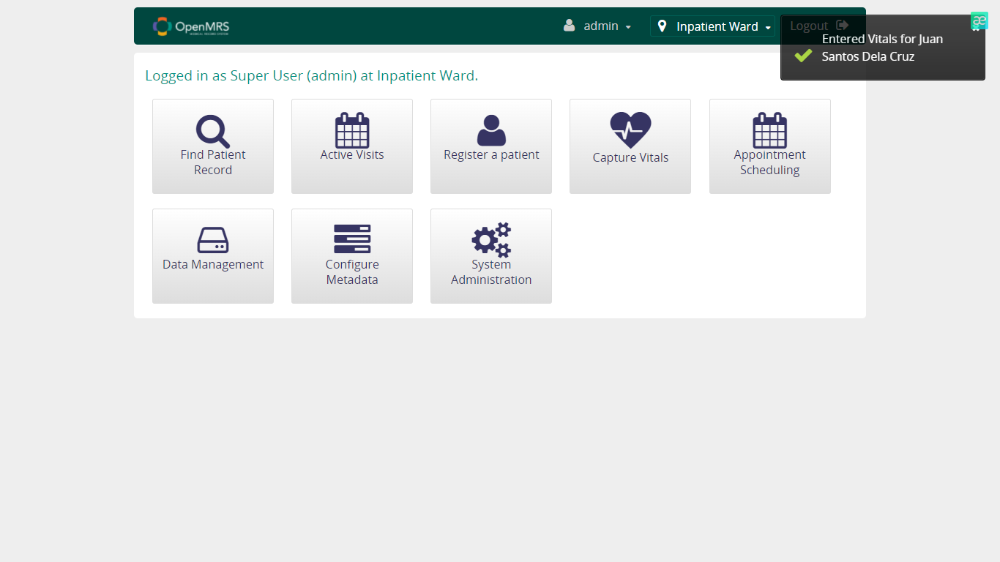 OpenMRS
admin
Inpatient Ward
Logout
æ
Entered Vitals for Juan
Santos Dela Cruz
Logged in as Super User (admin) at Inpatient Ward.
Find Patient
Record
Active Visits
Register a patient
Capture Vitals
Appointment
Scheduling
Data Management
Configure
Metadata
System
Administration